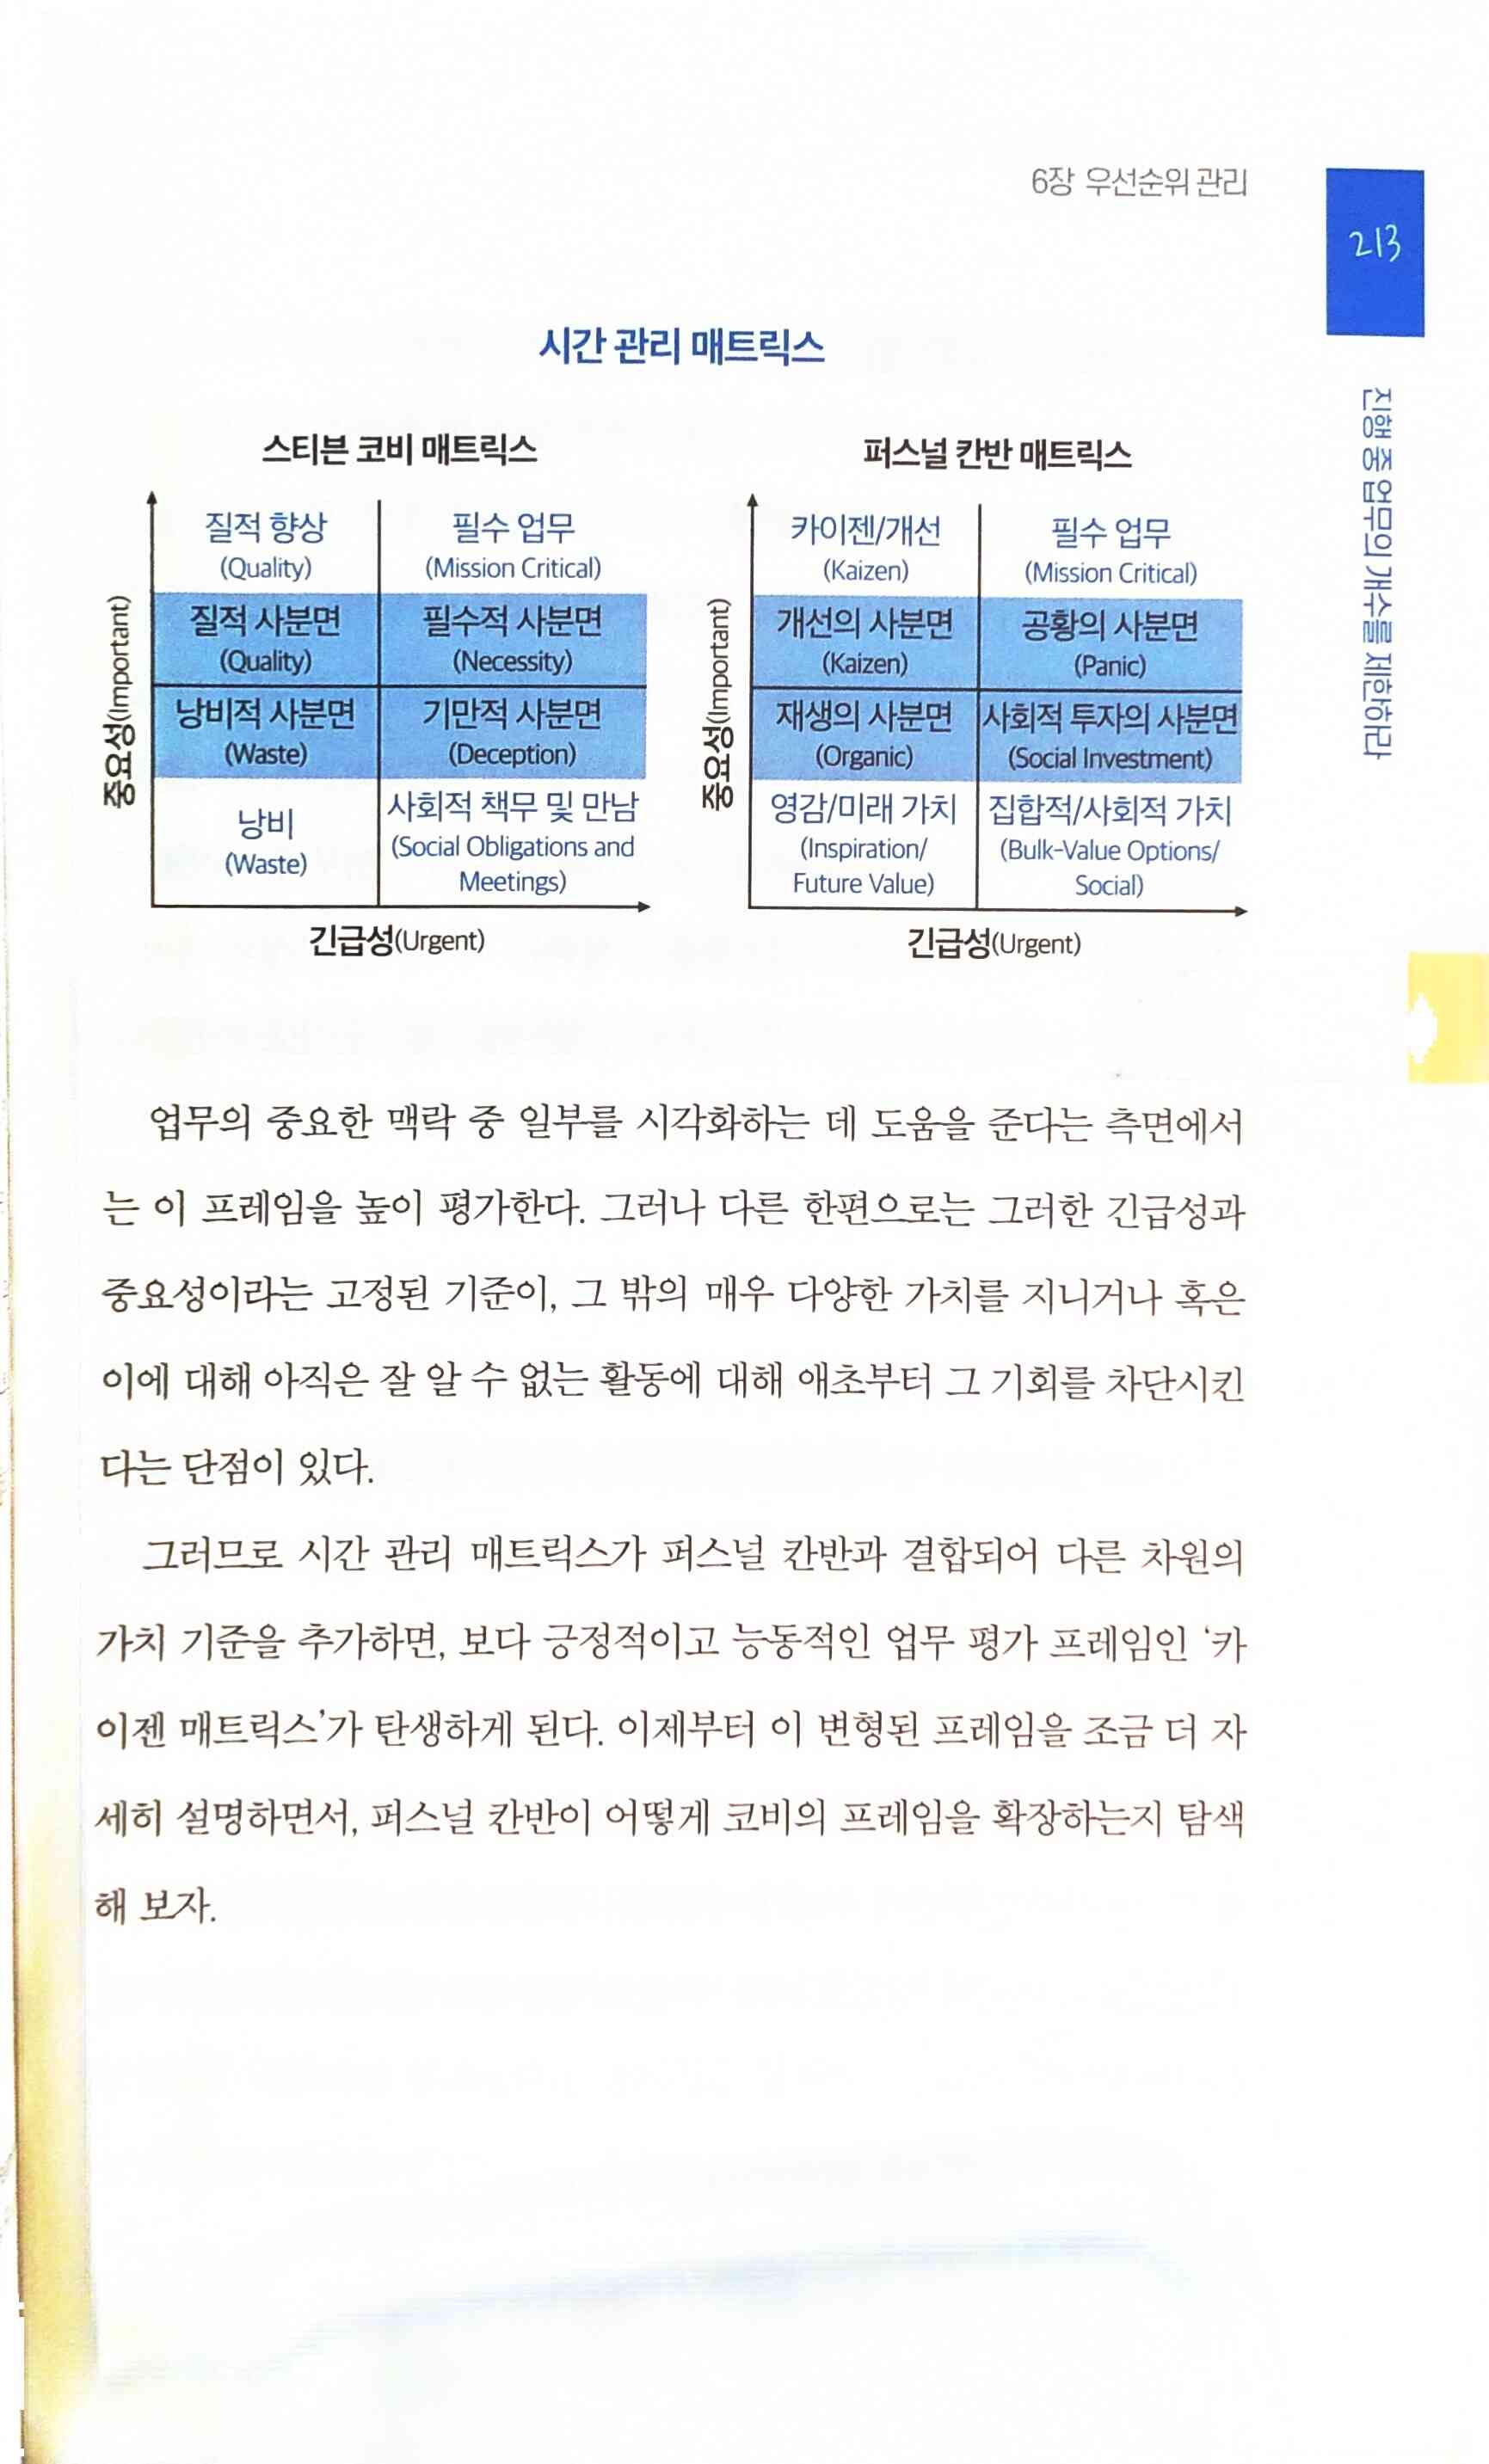 6장 우선순위 관리
213
진행 중 업무의 개수를 제한하라
시간 관리 매트릭스
스티븐 코비 매트릭스
중요성(Important)
질적 향상
(Quality)
필수 업무
(Mission Critical)
질적 사분면
(Quality)
필수적 사분면
(Necessity)
낭비적 사분면
(Waste)
기만적 사분면
(Deception)
낭비
(Waste)
사회적 책무 및 만남
(Social Obligations and
Meetings)
긴급성(Urgent)
퍼스널 칸반 매트릭스
중요성(Important)
카이젠/개선
(Kaizen)
필수 업무
(Mission Critical)
개선의 사분면
(Kaizen)
공황의 사분면
(Panic)
재생의 사분면
(Organic)
사회적 투자의 사분면
(Social Investment)
영감/미래 가치
(Inspiration/
Future Value)
집합적/사회적 가치
(Bulk-Value Options/
Social)
긴급성(Urgent)
업무의 중요한 맥락 중 일부를 시각화하는 데 도움을 준다는 측면에서
는 이 프레임을 높이 평가한다. 그러나 다른 한편으로는 그러한 긴급성과
중요성이라는 고정된 기준이, 그 밖의 매우 다양한 가치를 지니거나 혹은
이에 대해 아직은 잘 알 수 없는 활동에 대해 애초부터 그 기회를 차단시킨
다는 단점이 있다.
그러므로 시간 관리 매트릭스가 퍼스널 칸반과 결합되어 다른 차원의
가치 기준을 추가하면, 보다 긍정적이고 능동적인 업무 평가 프레임인 ‘카
이젠 매트릭스’가 탄생하게 된다. 이제부터 이 변형된 프레임을 조금 더 자
세히 설명하면서, 퍼스널 칸반이 어떻게 코비의 프레임을 확장하는지 탐색
해 보자.